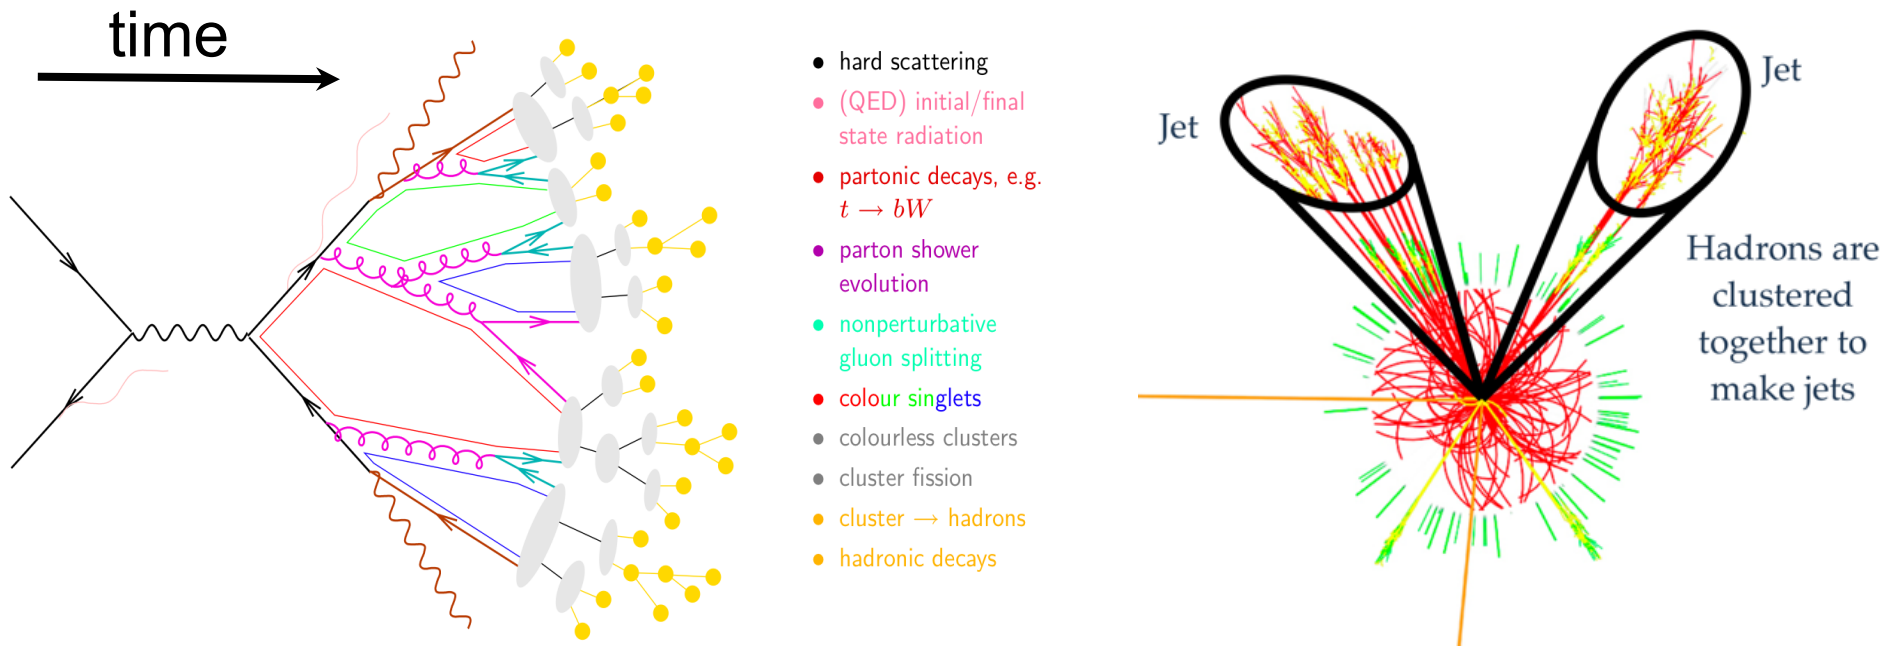 time
hard scattering
(QED) initial/final
state radiation
partonic decays, e.g.
t → bW
parton shower
evolution
nonperturbative
gluon splitting
colour singlets
colourless clusters
cluster fission
cluster → hadrons
hadronic decays
Jet
Jet
Hadrons are
clustered
together to
make jets